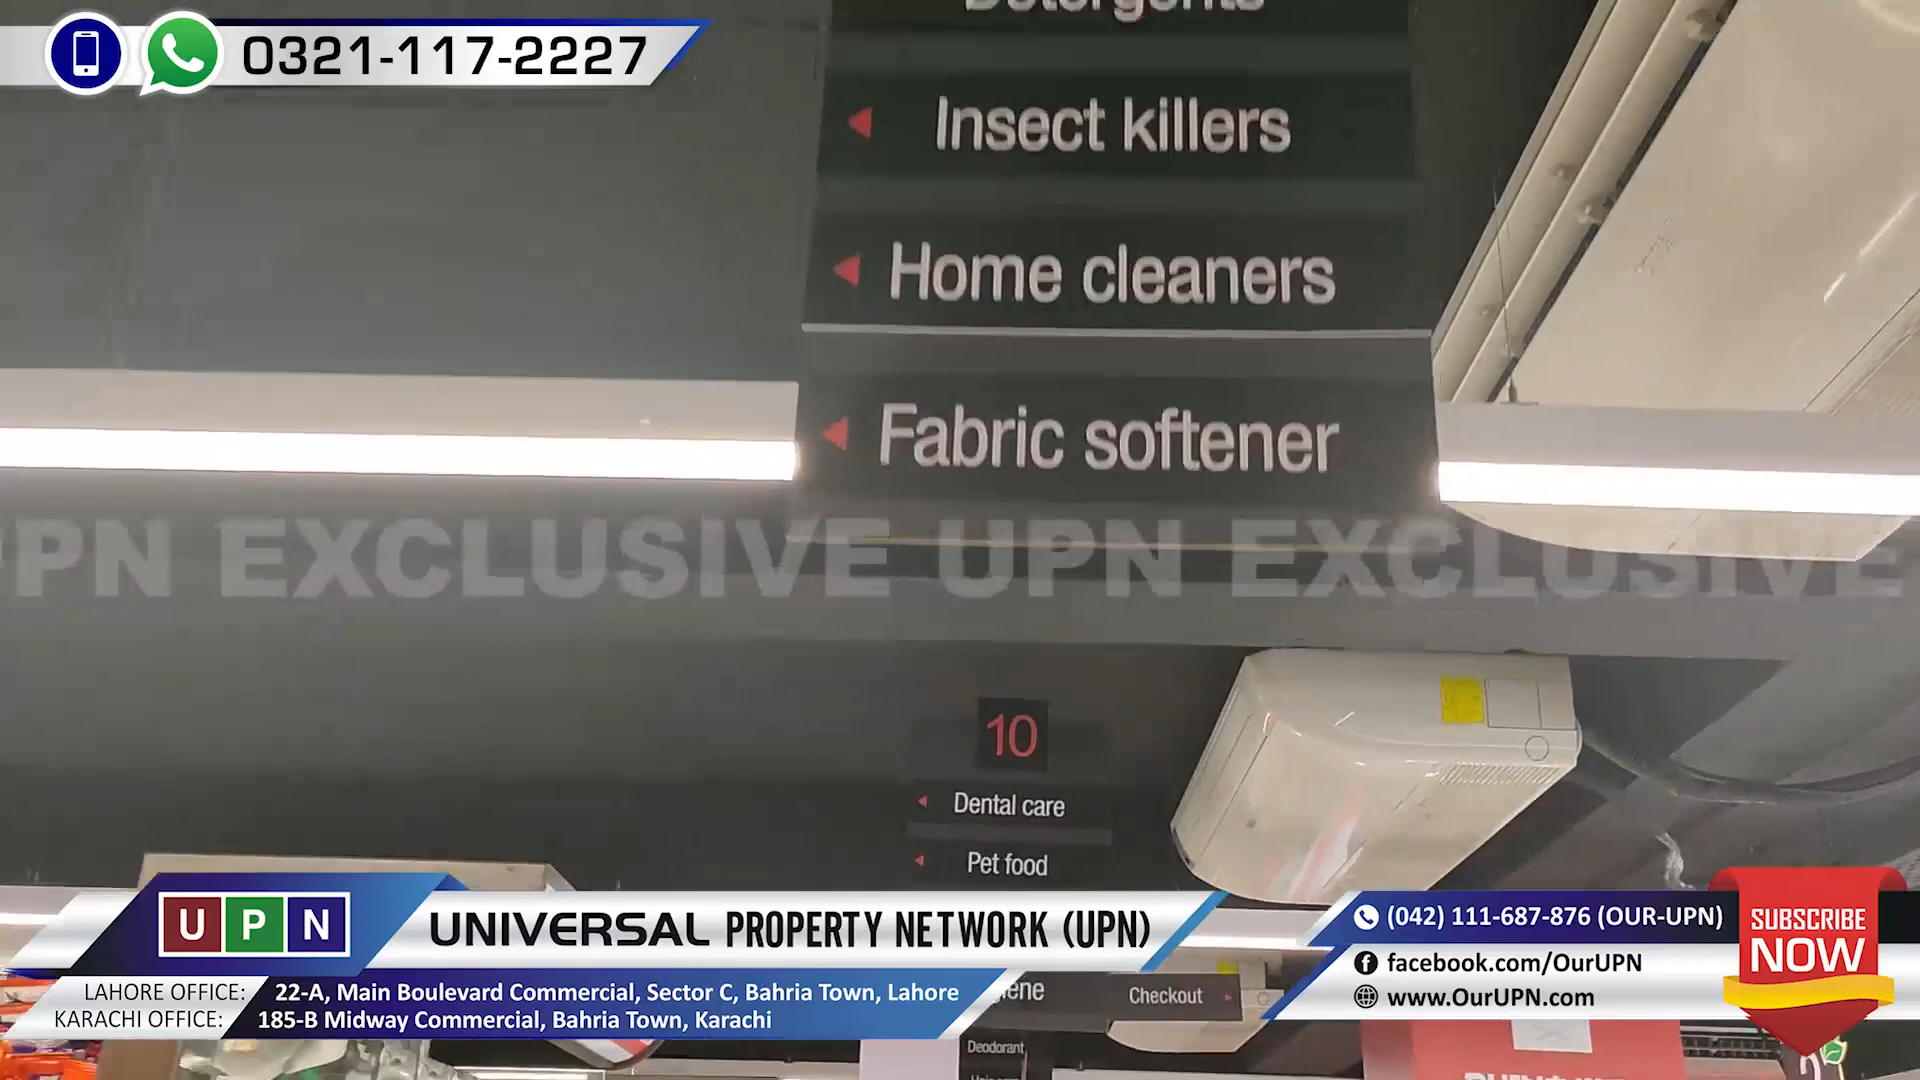 0321-117-2227
Detergents
Insect killers
Home cleaners
Fabric softener
UPN EXCLUSIVE UPN EXCLUSIVE
10
Dental care
Pet food
UPN
UNIVERSAL PROPERTY NETWORK (UPN)
LAHORE OFFICE: 22-A, Main Boulevard Commercial, Sector C, Bahria Town, Lahore
KARACHI OFFICE: 185-B Midway Commercial, Bahria Town, Karachi
(042) 111-687-876 (OUR-UPN)
facebook.com/OurUPN
www.OurUPN.com
SUBSCRIBE
NOW
Checkout
Deodorant